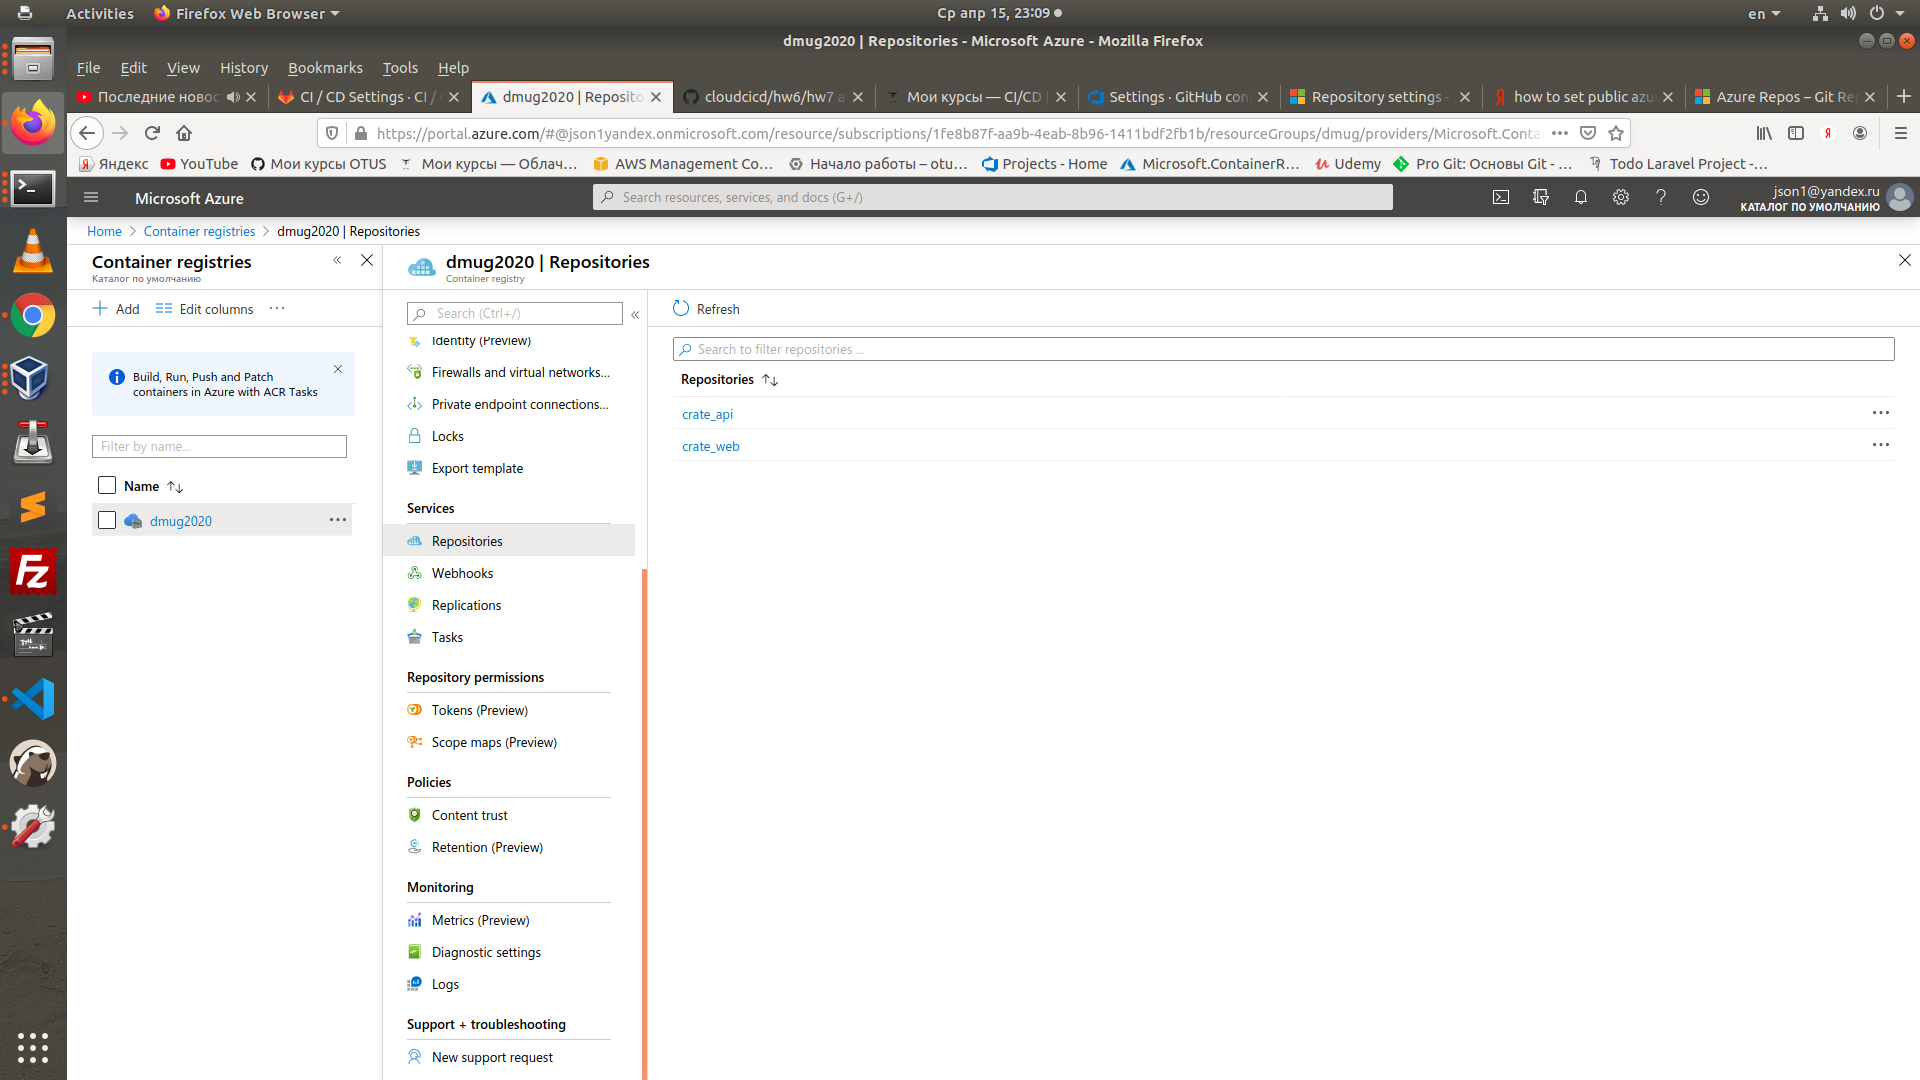 Activities
Firefox Web Browser
Ср апр 15, 23:09
en
dmug2020 | Repositories - Microsoft Azure - Mozilla Firefox
File
Edit
View
History
Bookmarks
Tools
Help
Последние новос
CI / CD Settings · CI /
dmug2020 | Reposito
cloudcicd/hw6/hw7 a
Мои курсы — CI/CD
Settings · GitHub con
Repository settings -
how to set public azu
Azure Repos – Git Re
https://portal.azure.com/#@json1yandex.onmicrosoft.com/resource/subscriptions/1fe8b87f-aa9b-4eab-8b96-1411bdf2fb1b/resourceGroups/dmug/providers/Microsoft.Conta
Яндекс
YouTube
Мои курсы OTUS
Мои курсы — Облач…
AWS Management Co…
Начало работы – otu…
Projects - Home
Microsoft.ContainerR…
Udemy
Pro Git: Основы Git - …
Todo Laravel Project -…
Microsoft Azure
Search resources, services, and docs (G+/)
json1@yandex.ru
КАТАЛОГ ПО УМОЛЧАНИЮ
Home
Container registries
dmug2020 | Repositories
Container registries
Каталог по умолчанию
Add
Edit columns
Build, Run, Push and Patch
containers in Azure with ACR Tasks
Filter by name...
Name
dmug2020
dmug2020 | Repositories
Container registry
Search (Ctrl+/)
Identity (Preview)
Firewalls and virtual networks...
Private endpoint connections...
Locks
Export template
Services
Repositories
Webhooks
Replications
Tasks
Repository permissions
Tokens (Preview)
Scope maps (Preview)
Policies
Content trust
Retention (Preview)
Monitoring
Metrics (Preview)
Diagnostic settings
Logs
Support + troubleshooting
New support request
Refresh
Search to filter repositories ...
Repositories
crate_api
crate_web